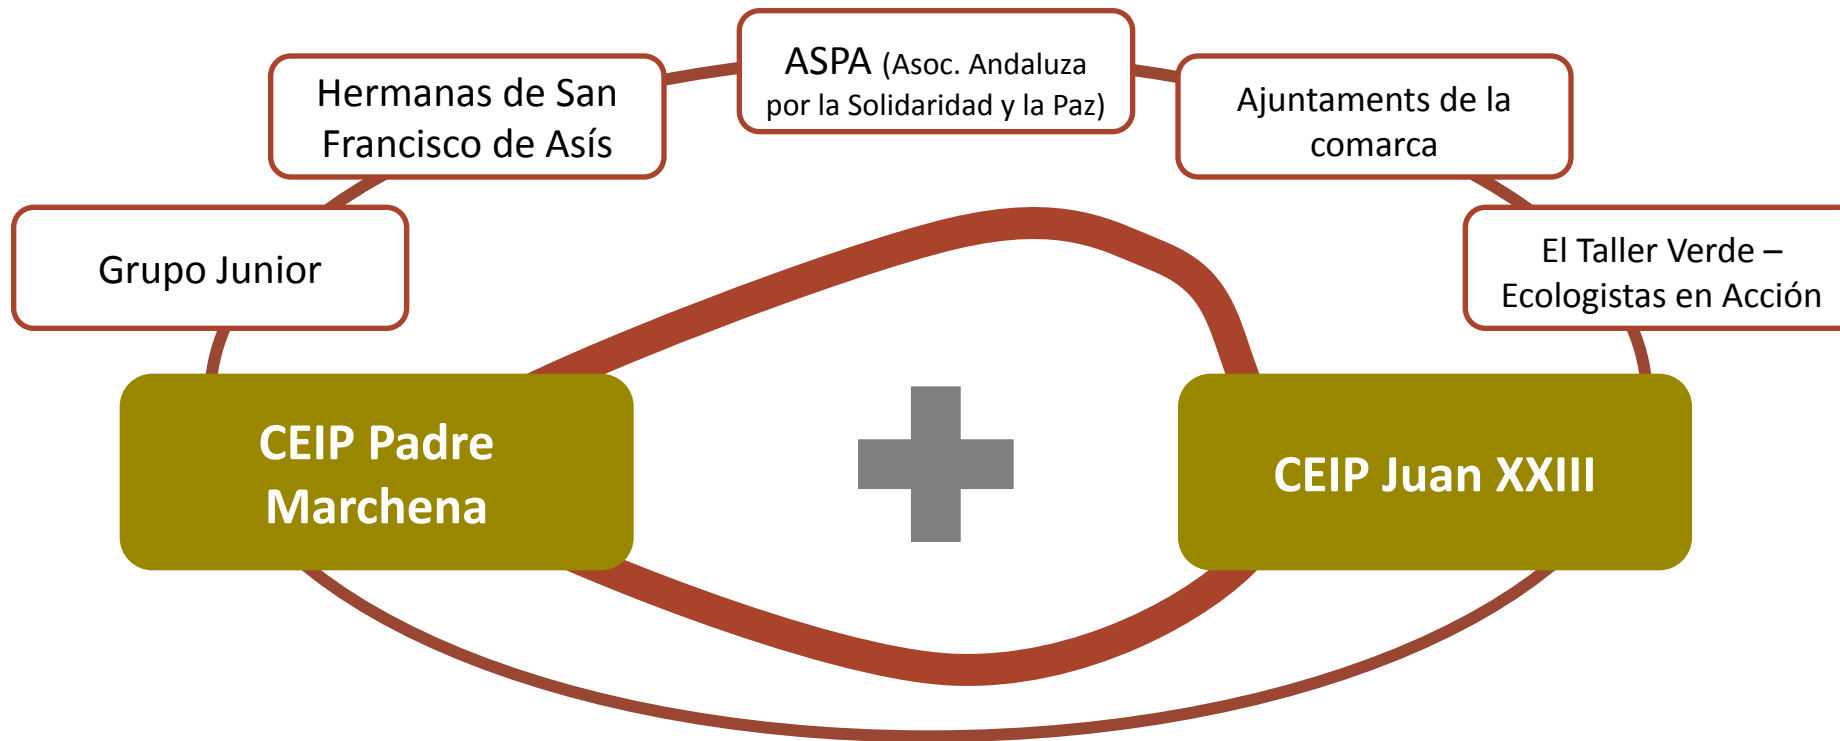 ASPA (Asoc. Andaluza
por la Solidaridad y la Paz)
Hermanas de San
Francisco de Asís
Ajuntaments de la
comarca
Grupo Junior
El Taller Verde –
Ecologistas en Acción
CEIP Padre
Marchena
CEIP Juan XXIII